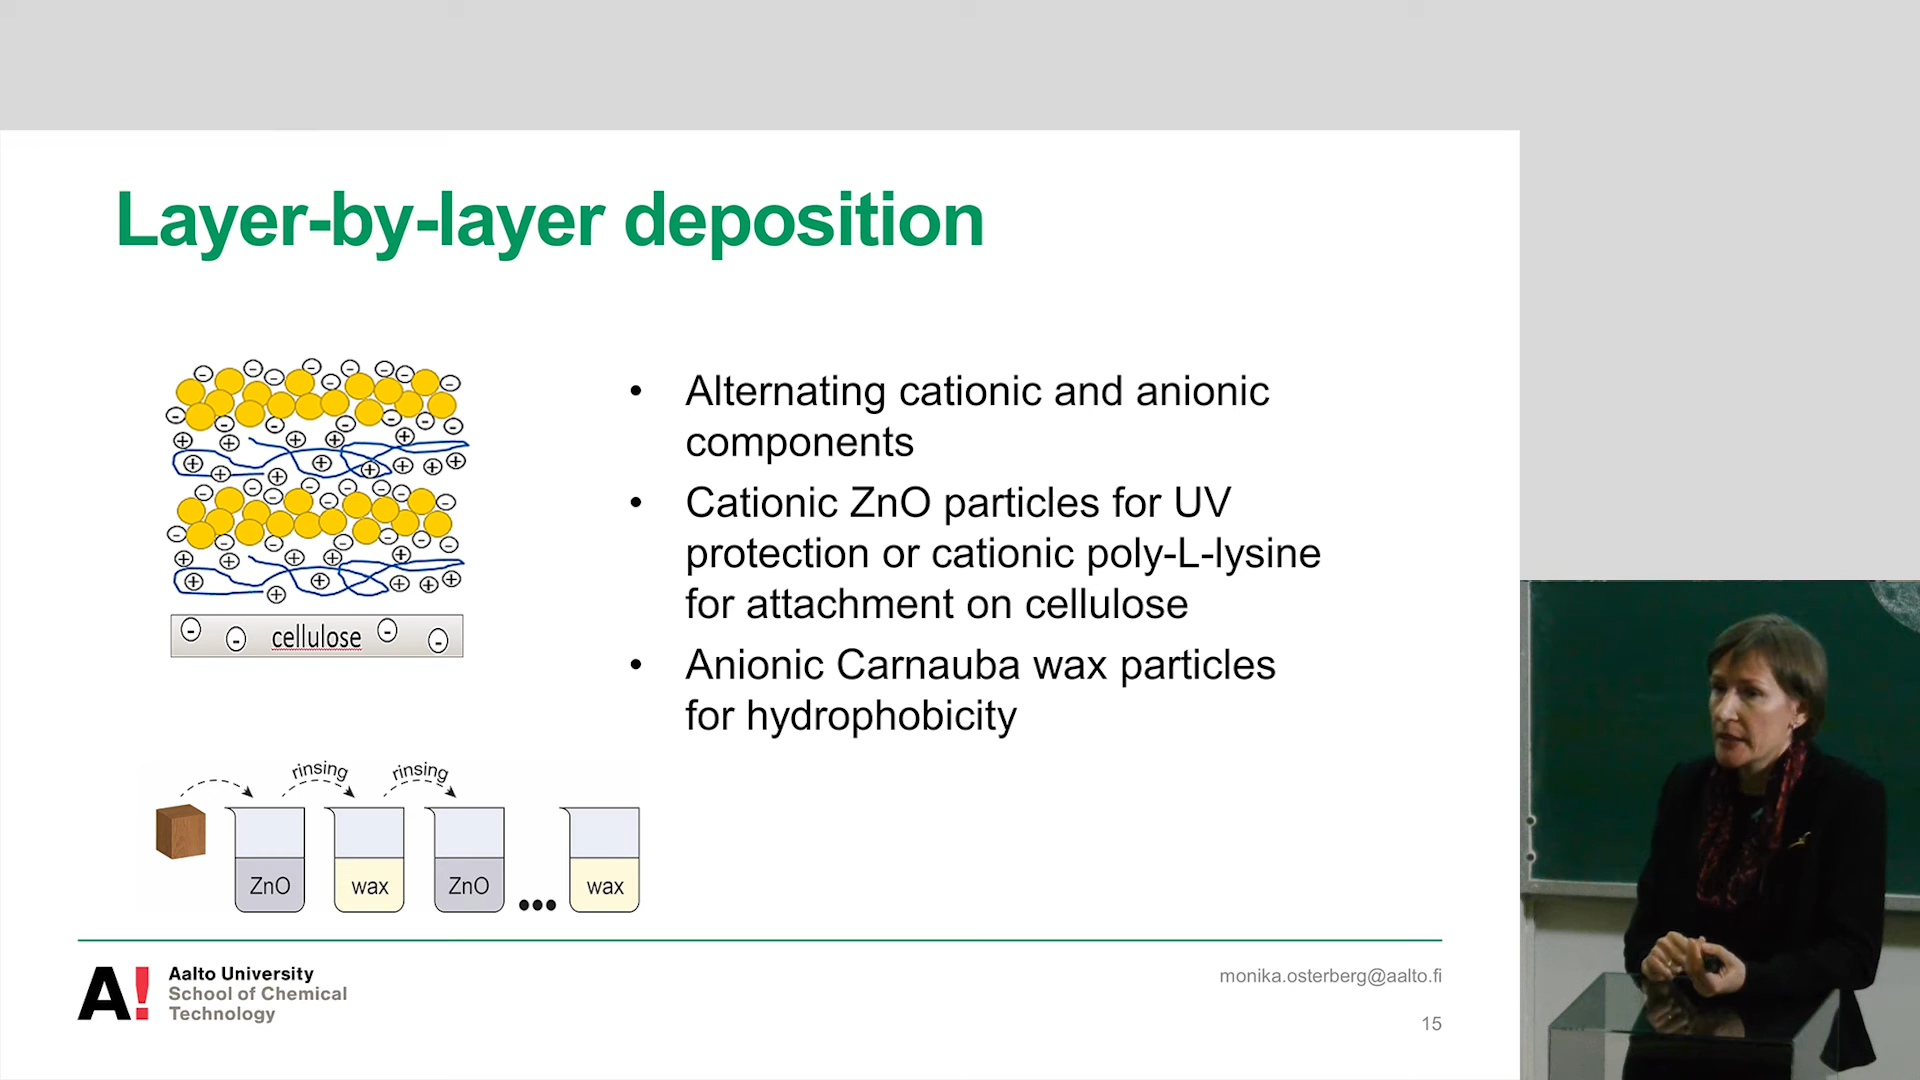 Layer-by-layer deposition
• Alternating cationic and anionic
components
• Cationic ZnO particles for UV
protection or cationic poly-L-lysine
for attachment on cellulose
• Anionic Carnauba wax particles
for hydrophobicity
cellulose
rinsing rinsing
ZnO wax ZnO ••• wax
A! Aalto University
School of Chemical
Technology
monika.osterberg@aalto.fi
15